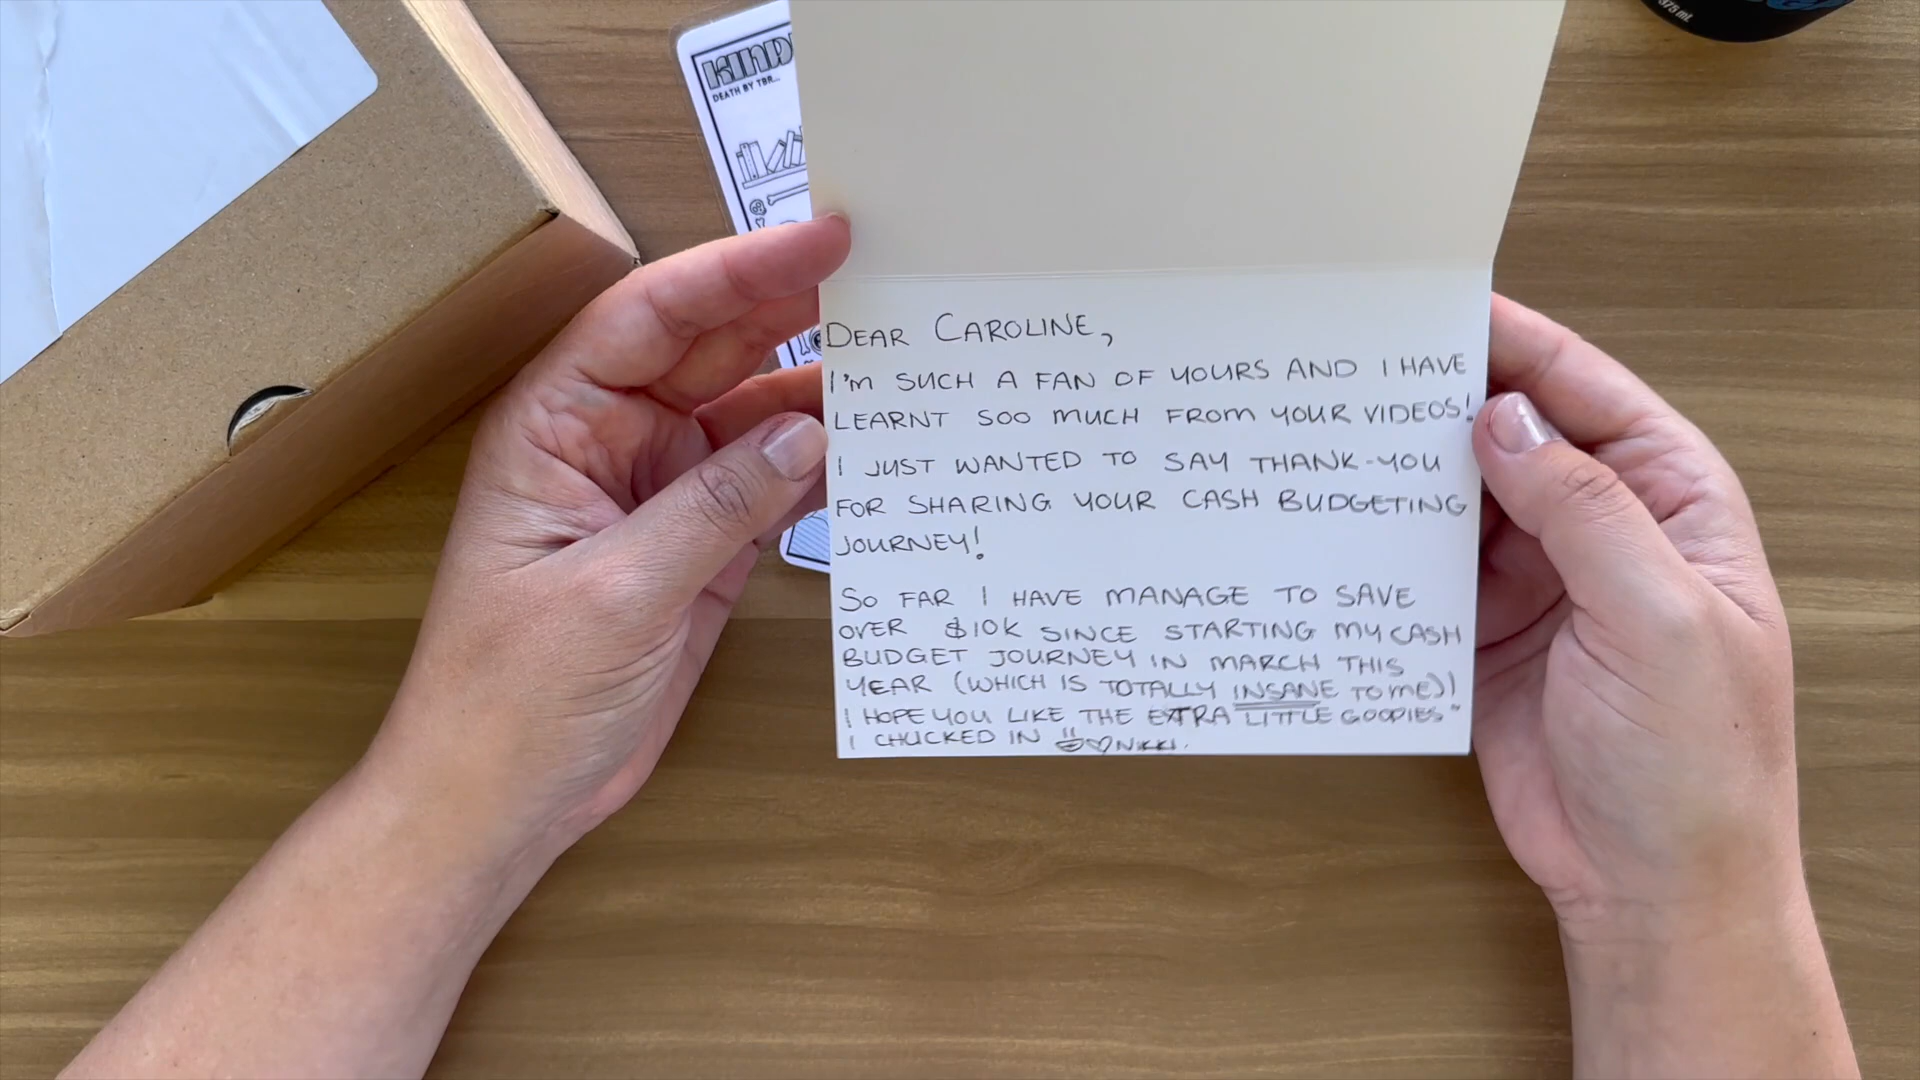 375 mL
DEATH BY TBR...
DEAR CAROLINE,
I'M SUCH A FAN OF YOURS AND I HAVE
LEARNT SOO MUCH FROM YOUR VIDEOS!
I JUST WANTED TO SAY THANK-YOU
FOR SHARING YOUR CASH BUDGETING
JOURNEY!
SO FAR I HAVE MANAGE TO SAVE
OVER $10K SINCE STARTING MY CASH
BUDGET JOURNEY IN MARCH THIS
YEAR (WHICH IS TOTALLY INSANE TO ME)!
I HOPE YOU LIKE THE EXTRA LITTLE GOODIES
I CHUCKED IN ♡ NIKKI.